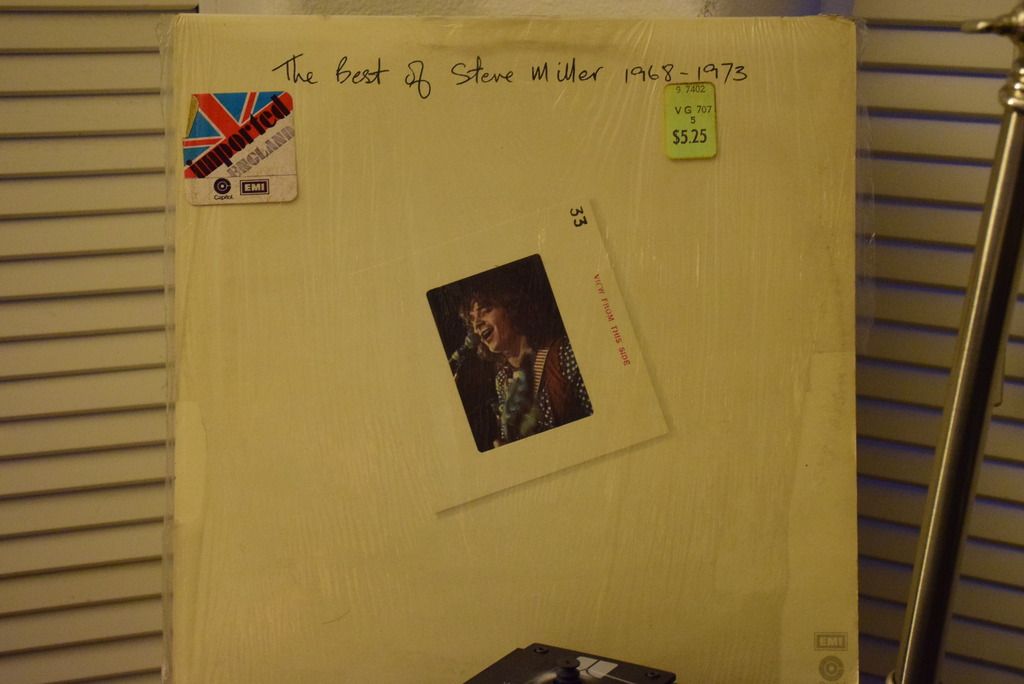 The Best of Steve Miller 1968-1973
imported
ENGLAND
Capitol
EMI
9 7402
VG 707
5
$5.25
33
VIEW FROM THIS SIDE
EMI